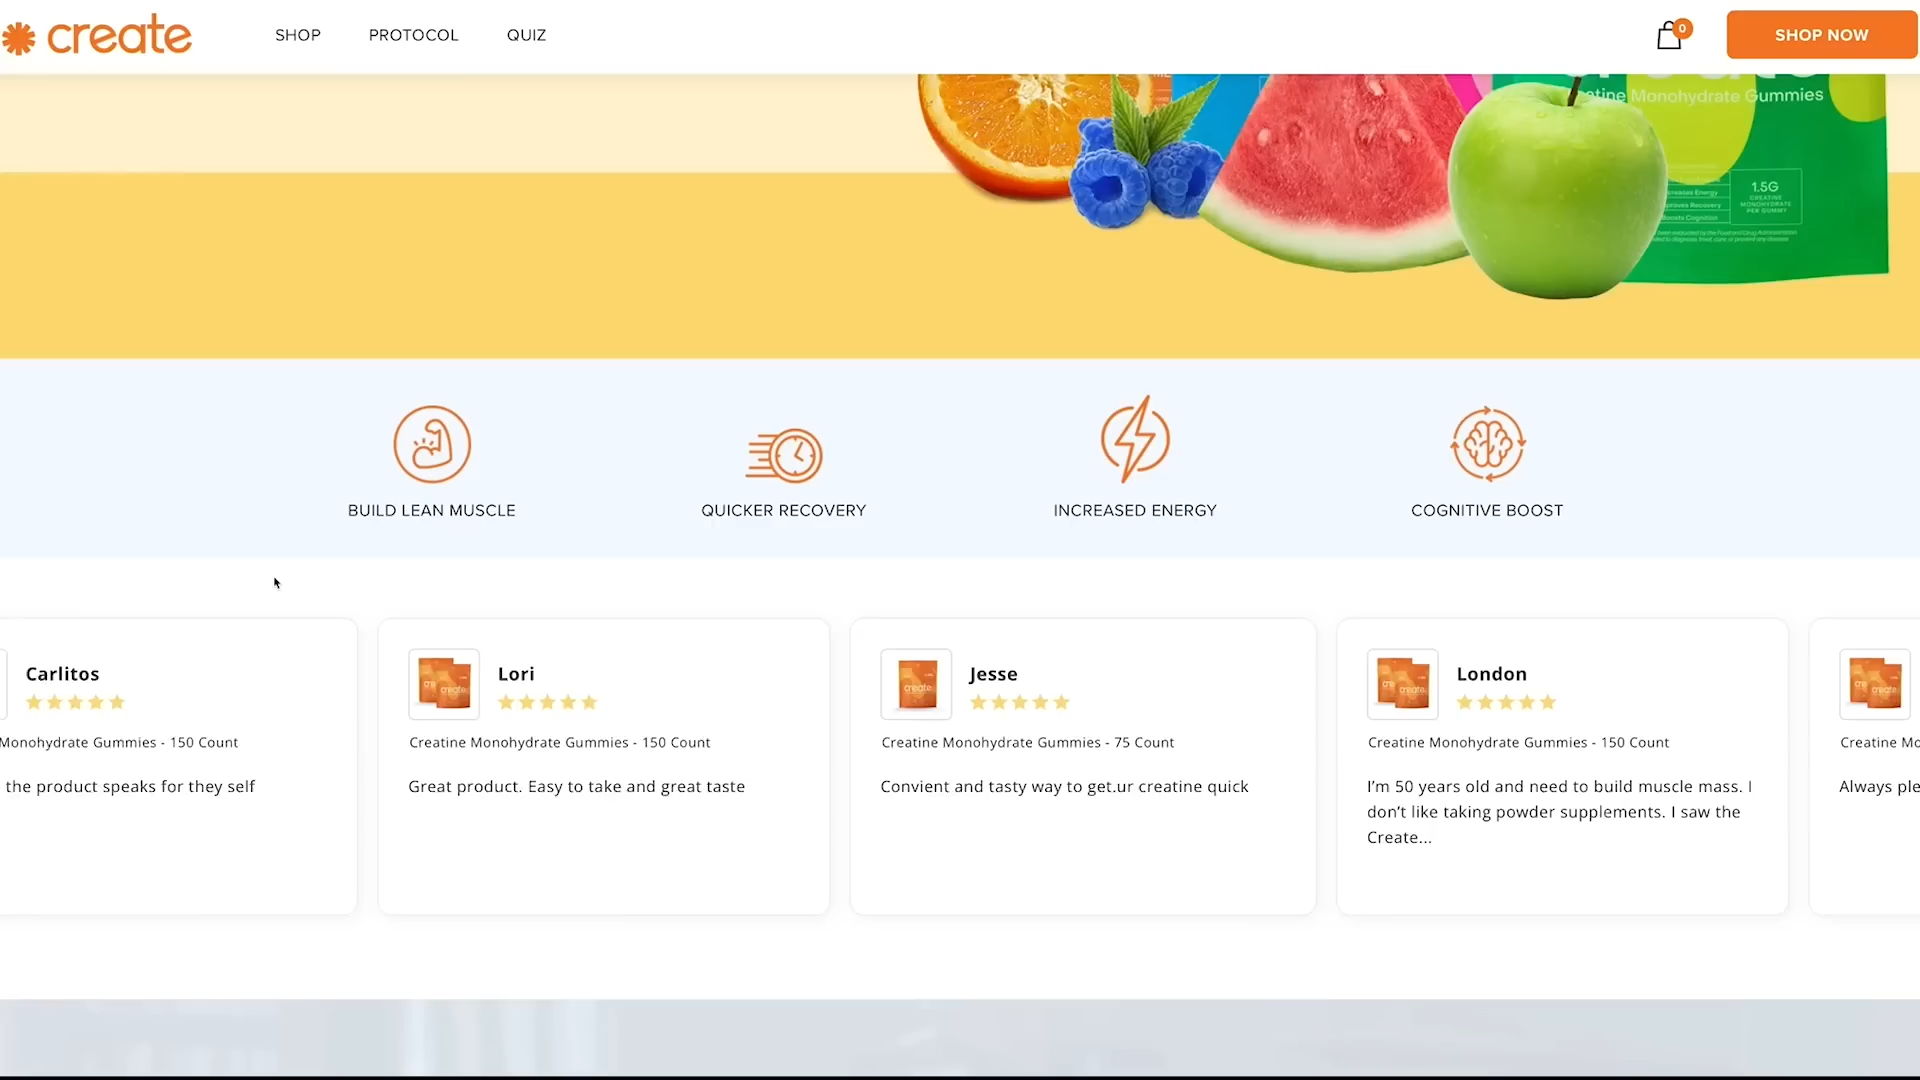 create
SHOP
PROTOCOL
QUIZ
0
SHOP NOW
Creatine Monohydrate Gummies
1.5G
CREATINE
MONOHYDRATE
PER GUMMY
BUILD LEAN MUSCLE
QUICKER RECOVERY
INCREASED ENERGY
COGNITIVE BOOST
Carlitos
Monohydrate Gummies - 150 Count
the product speaks for they self
Lori
Creatine Monohydrate Gummies - 150 Count
Great product. Easy to take and great taste
Jesse
Creatine Monohydrate Gummies - 75 Count
Convient and tasty way to get.ur creatine quick
London
Creatine Monohydrate Gummies - 150 Count
I’m 50 years old and need to build muscle mass. I
don’t like taking powder supplements. I saw the
Create...
Creatine Mo
Always ple